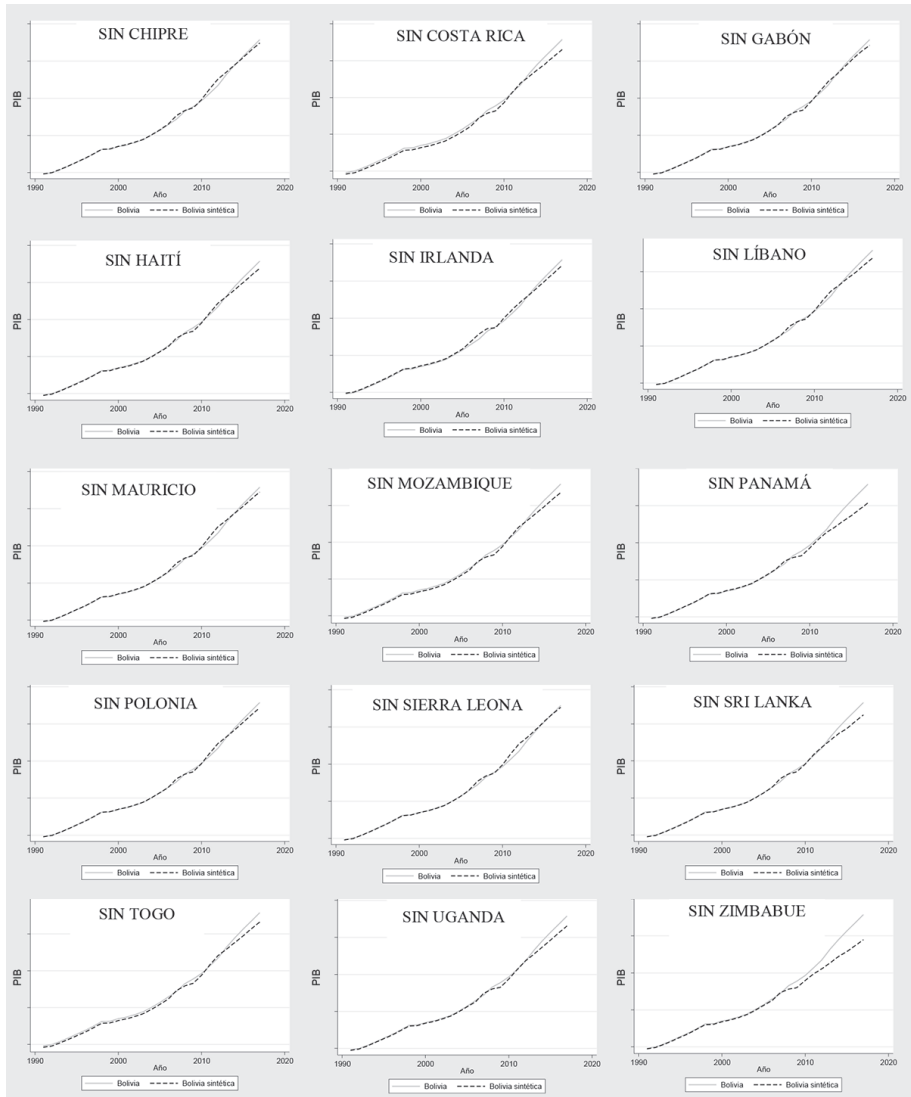 SIN CHIPRE
PIB
1990 2000 2010 2020
Año
Bolivia Bolivia sintética
SIN COSTA RICA
PIB
1990 2000 2010 2020
Año
Bolivia Bolivia sintética
SIN GABÓN
PIB
1990 2000 2010 2020
Año
Bolivia Bolivia sintética
SIN HAITÍ
PIB
1990 2000 2010 2020
Año
Bolivia Bolivia sintética
SIN IRLANDA
PIB
1990 2000 2010 2020
Año
Bolivia Bolivia sintética
SIN LÍBANO
PIB
1990 2000 2010 2020
Año
Bolivia Bolivia sintética
SIN MAURICIO
PIB
1990 2000 2010 2020
Año
Bolivia Bolivia sintética
SIN MOZAMBIQUE
PIB
1990 2000 2010 2020
Año
Bolivia Bolivia sintética
SIN PANAMÁ
PIB
1990 2000 2010 2020
Año
Bolivia Bolivia sintética
SIN POLONIA
PIB
1990 2000 2010 2020
Año
Bolivia Bolivia sintética
SIN SIERRA LEONA
PIB
1990 2000 2010 2020
Año
Bolivia Bolivia sintética
SIN SRI LANKA
PIB
1990 2000 2010 2020
Año
Bolivia Bolivia sintética
SIN TOGO
PIB
1990 2000 2010 2020
Año
Bolivia Bolivia sintética
SIN UGANDA
PIB
1990 2000 2010 2020
Año
Bolivia Bolivia sintética
SIN ZIMBABUE
PIB
1990 2000 2010 2020
Año
Bolivia Bolivia sintética